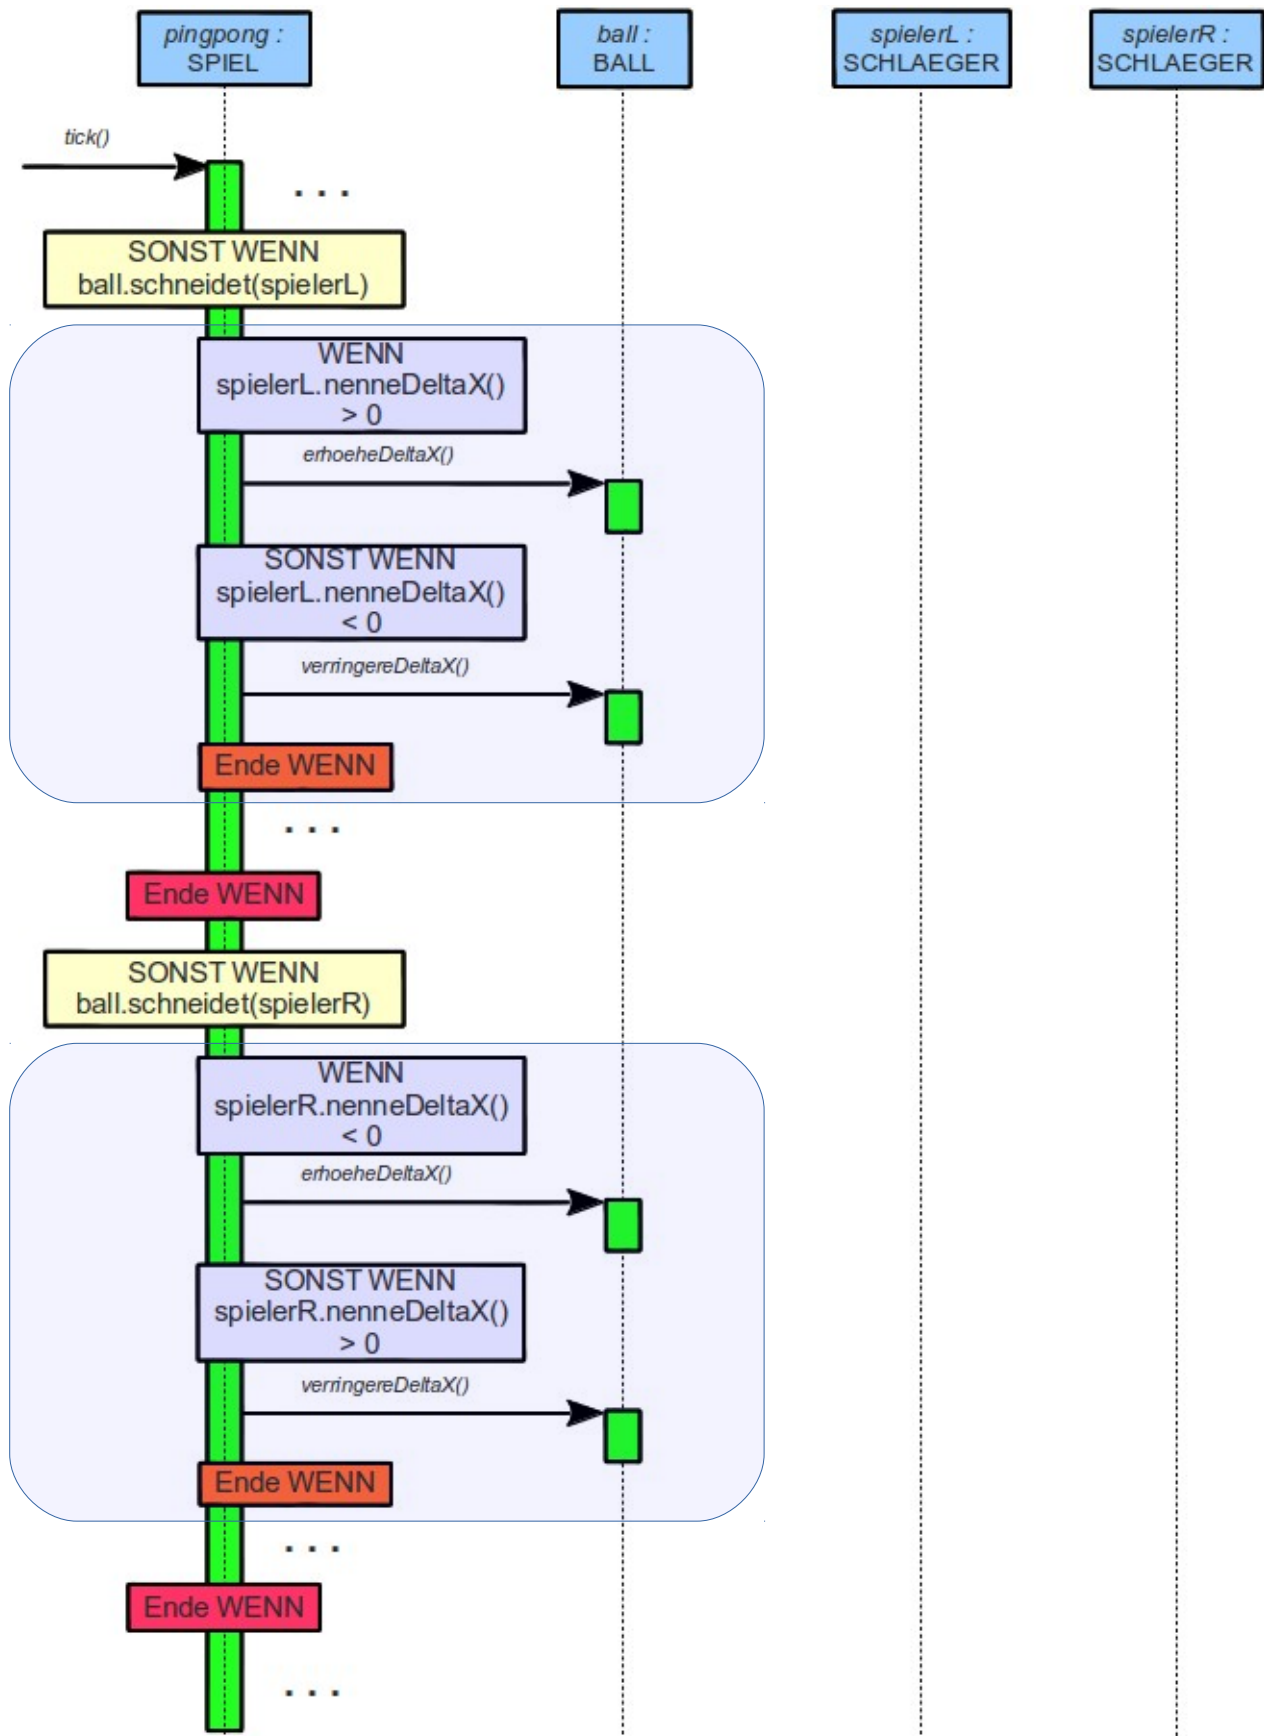 pingpong :
SPIEL
ball :
BALL
spielerL :
SCHLAEGER
spielerR :
SCHLAEGER
tick()
. . .
SONST WENN
ball.schneidet(spielerL)
WENN
spielerL.nenneDeltaX()
> 0
erhoeheDeltaX()
SONST WENN
spielerL.nenneDeltaX()
< 0
verringereDeltaX()
Ende WENN
. . .
Ende WENN
SONST WENN
ball.schneidet(spielerR)
WENN
spielerR.nenneDeltaX()
< 0
erhoeheDeltaX()
SONST WENN
spielerR.nenneDeltaX()
> 0
verringereDeltaX()
Ende WENN
. . .
Ende WENN
. . .